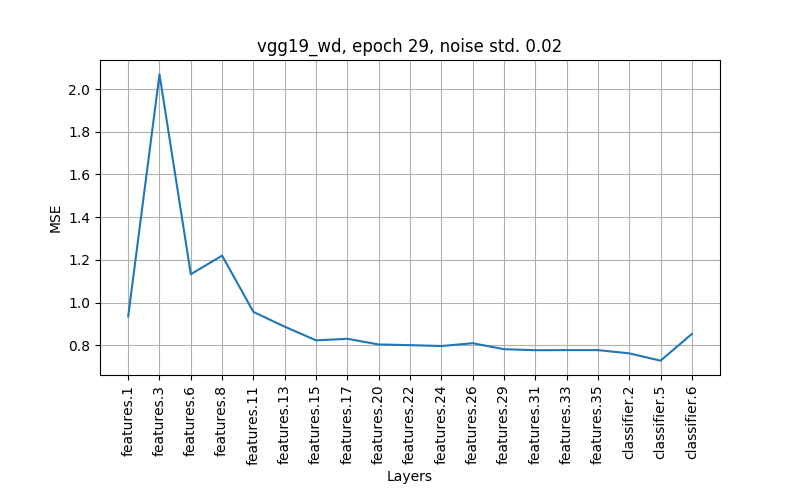 vgg19_wd, epoch 29, noise std. 0.02
MSE
2.0
1.8
1.6
1.4
1.2
1.0
0.8
features.1
features.3
features.6
features.8
features.11
features.13
features.15
features.17
features.20
features.22
features.24
features.26
features.29
features.31
features.33
features.35
classifier.2
classifier.5
classifier.6
Layers